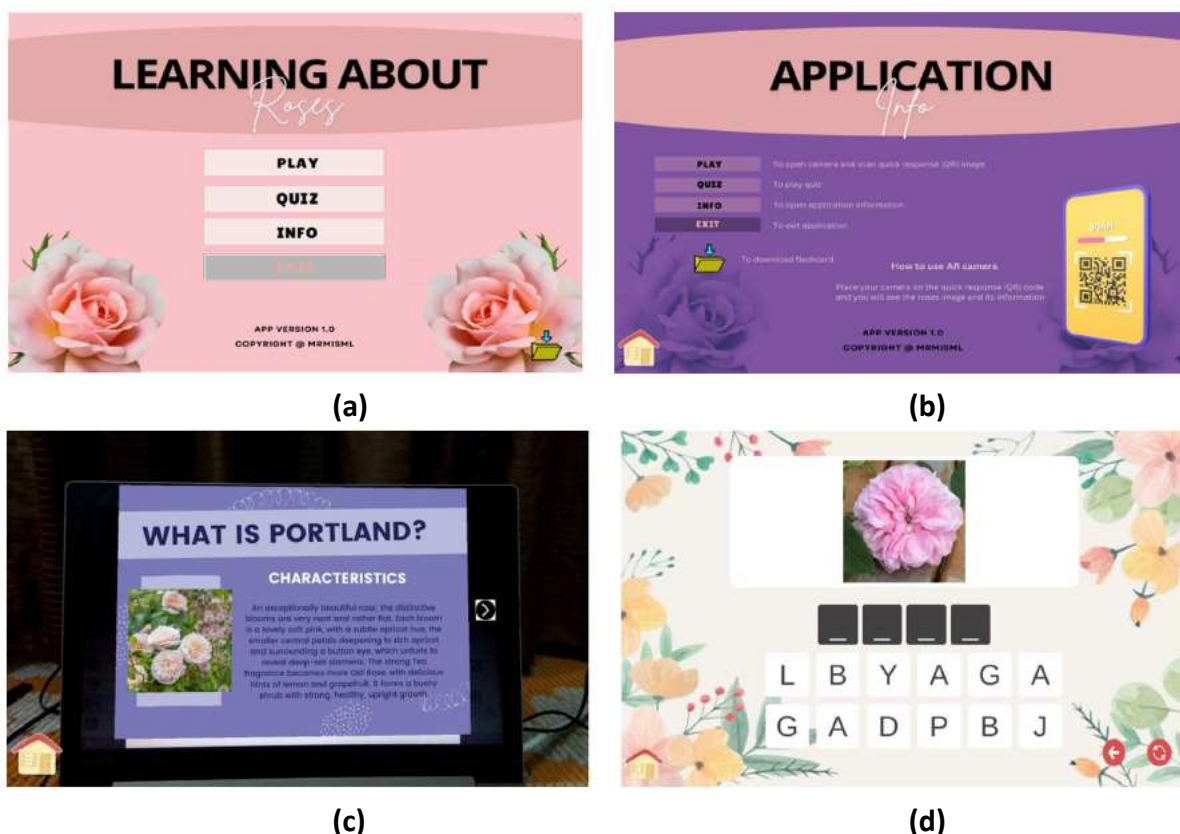 LEARNING ABOUT
Roses
PLAY
QUIZ
INFO
EXIT
APP VERSION 1.0
COPYRIGHT @ MRMISML
(a)
APPLICATION
Info
PLAY To open camera and scan quick response (QR) image
QUIZ To play quiz
INFO To open application information
EXIT To exit application
To download flashcard
How to use AR camera
Place your camera on the quick response (QR) code
and you will see the roses image and its information
SCAN
APP VERSION 1.0
COPYRIGHT @ MRMISML
(b)
WHAT IS PORTLAND?
CHARACTERISTICS
An exceptionally beautiful rose; the distinctive
blooms are very neat and rather flat. Each bloom
is a lovely soft pink, with a subtle apricot hue, the
smaller central petals deepening to rich apricot
and surrounding a button eye, which unfurls to
reveal deep-set stamens. The strong Tea
fragrance becomes more Old Rose, with delicious
hints of lemon and grapefruit. It forms a bushy
shrub with strong, healthy, upright growth.
(c)
_ _ _ _
L B Y A G A
G A D P B J
(d)